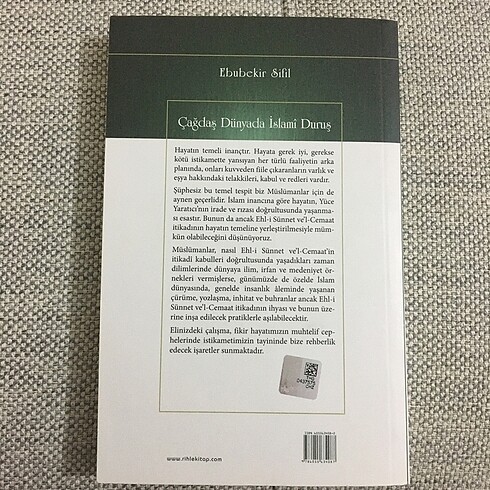 Ebubekir Sifil
Çağdaş Dünyada İslamî Duruş
Hayatın temeli inançtır. Hayata gerek iyi, gerekse
kötü istikamette yansıyan her türlü faaliyetin arka
planında, onları kuvveden fiile çıkaranların varlık ve
eşya hakkındaki telakkileri, kabul ve redleri vardır.
Şüphesiz bu temel tespit biz Müslümanlar için de
aynen geçerlidir. İslam inancına göre hayatın, Yüce
Yaratıcı'nın irade ve rızası doğrultusunda yaşanma-
sı esastır. Bunun da ancak Ehl-i Sünnet ve'l-Cemaat
itikadının hayatın temeline yerleştirilmesiyle müm-
kün olabileceğini düşünüyoruz.
Müslümanlar, nasıl Ehl-i Sünnet ve'l-Cemaat'in
itikadî kabulleri doğrultusunda yaşadıkları zaman
dilimlerinde dünyaya ilim, irfan ve medeniyet ör-
nekleri vermişlerse, günümüzde de özelde İslam
dünyasında, genelde insanlık âleminde yaşanan
çürüme, yozlaşma, inhitat ve buhranlar ancak Ehl-i
Sünnet ve'l-Cemaat itikadının ihyası ve bunun üze-
rine inşa edilecek pratiklerle aşılabilecektir.
Elinizdeki çalışma, fikir hayatımızın muhtelif cep-
helerinde istikametimizin tayininde bize rehberlik
edecek işaretler sunmaktadır.
www.rihlekitap.com